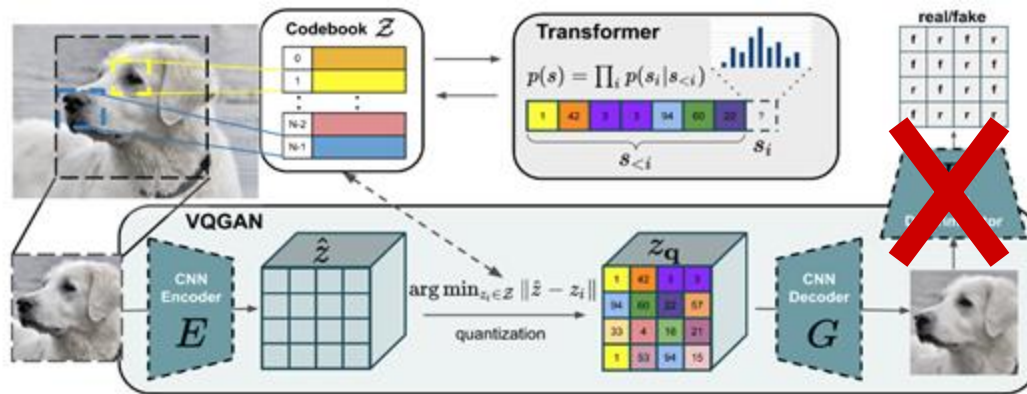 Codebook 𝒵
0
1
N-2
N-1
Transformer
p(s) = ∏ᵢ p(sᵢ|s<ᵢ)
1 42 3 3 94 60 22 ?
s<ᵢ
sᵢ
real/fake
f r f r
f f r r
r r f f
r r
VQGAN
CNN
Encoder
E
ẑ
arg min_{zᵢ∈𝒵} ‖ẑ − zᵢ‖
quantization
z_q
1 42 3 3
94 60 22 57
33 4 16 21
1 53 94 15
CNN
Decoder
G